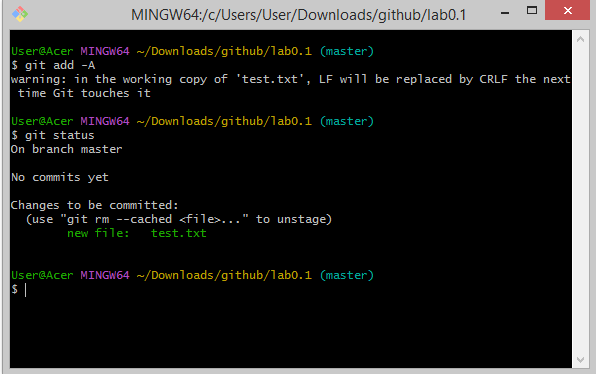 MINGW64:/c/Users/User/Downloads/github/lab0.1
User@Acer MINGW64 ~/Downloads/github/lab0.1 (master)
$ git add -A
warning: in the working copy of 'test.txt', LF will be replaced by CRLF the next
 time Git touches it
User@Acer MINGW64 ~/Downloads/github/lab0.1 (master)
$ git status
On branch master
No commits yet
Changes to be committed:
  (use "git rm --cached <file>..." to unstage)
        new file:   test.txt
User@Acer MINGW64 ~/Downloads/github/lab0.1 (master)
$